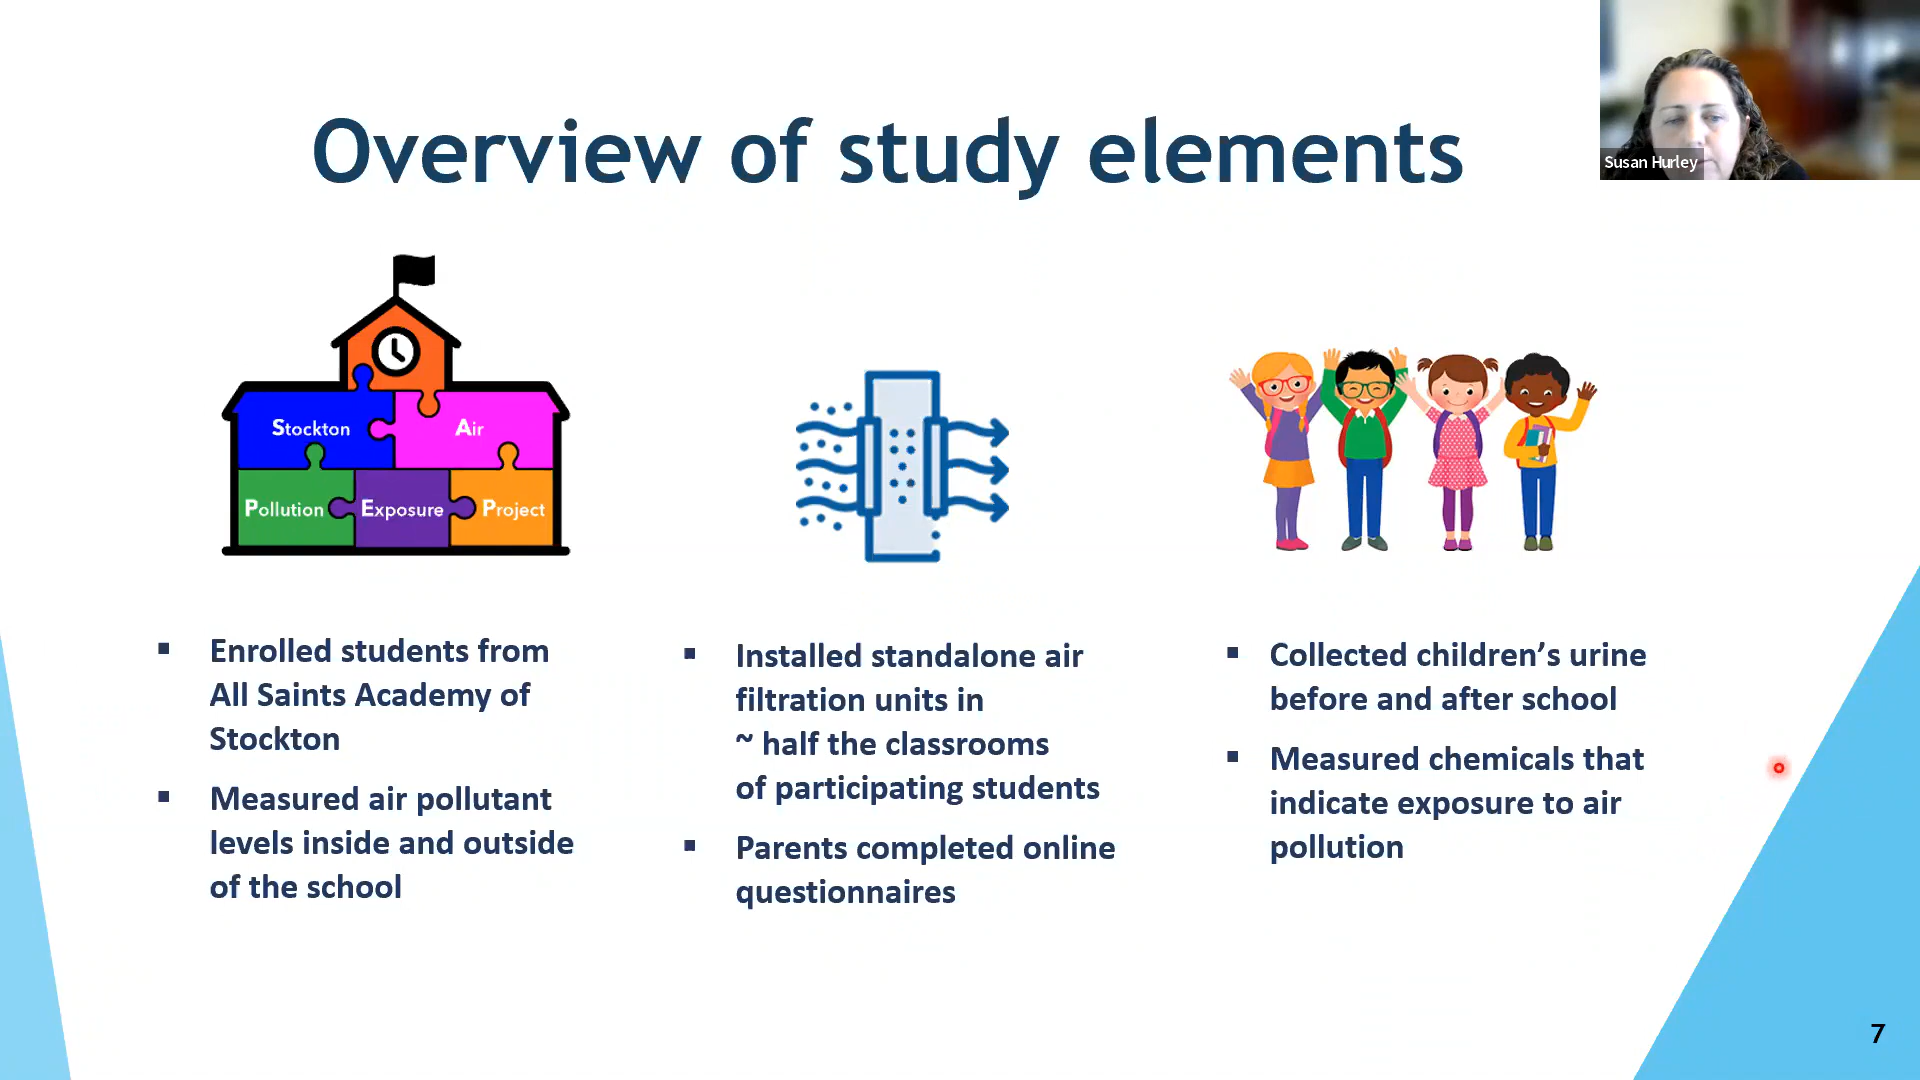 Overview of study elements
Susan Hurley
Stockton Air
Pollution Exposure Project
▪ Enrolled students from
All Saints Academy of
Stockton
▪ Measured air pollutant
levels inside and outside
of the school
▪ Installed standalone air
filtration units in
~ half the classrooms
of participating students
▪ Parents completed online
questionnaires
▪ Collected children’s urine
before and after school
▪ Measured chemicals that
indicate exposure to air
pollution
7